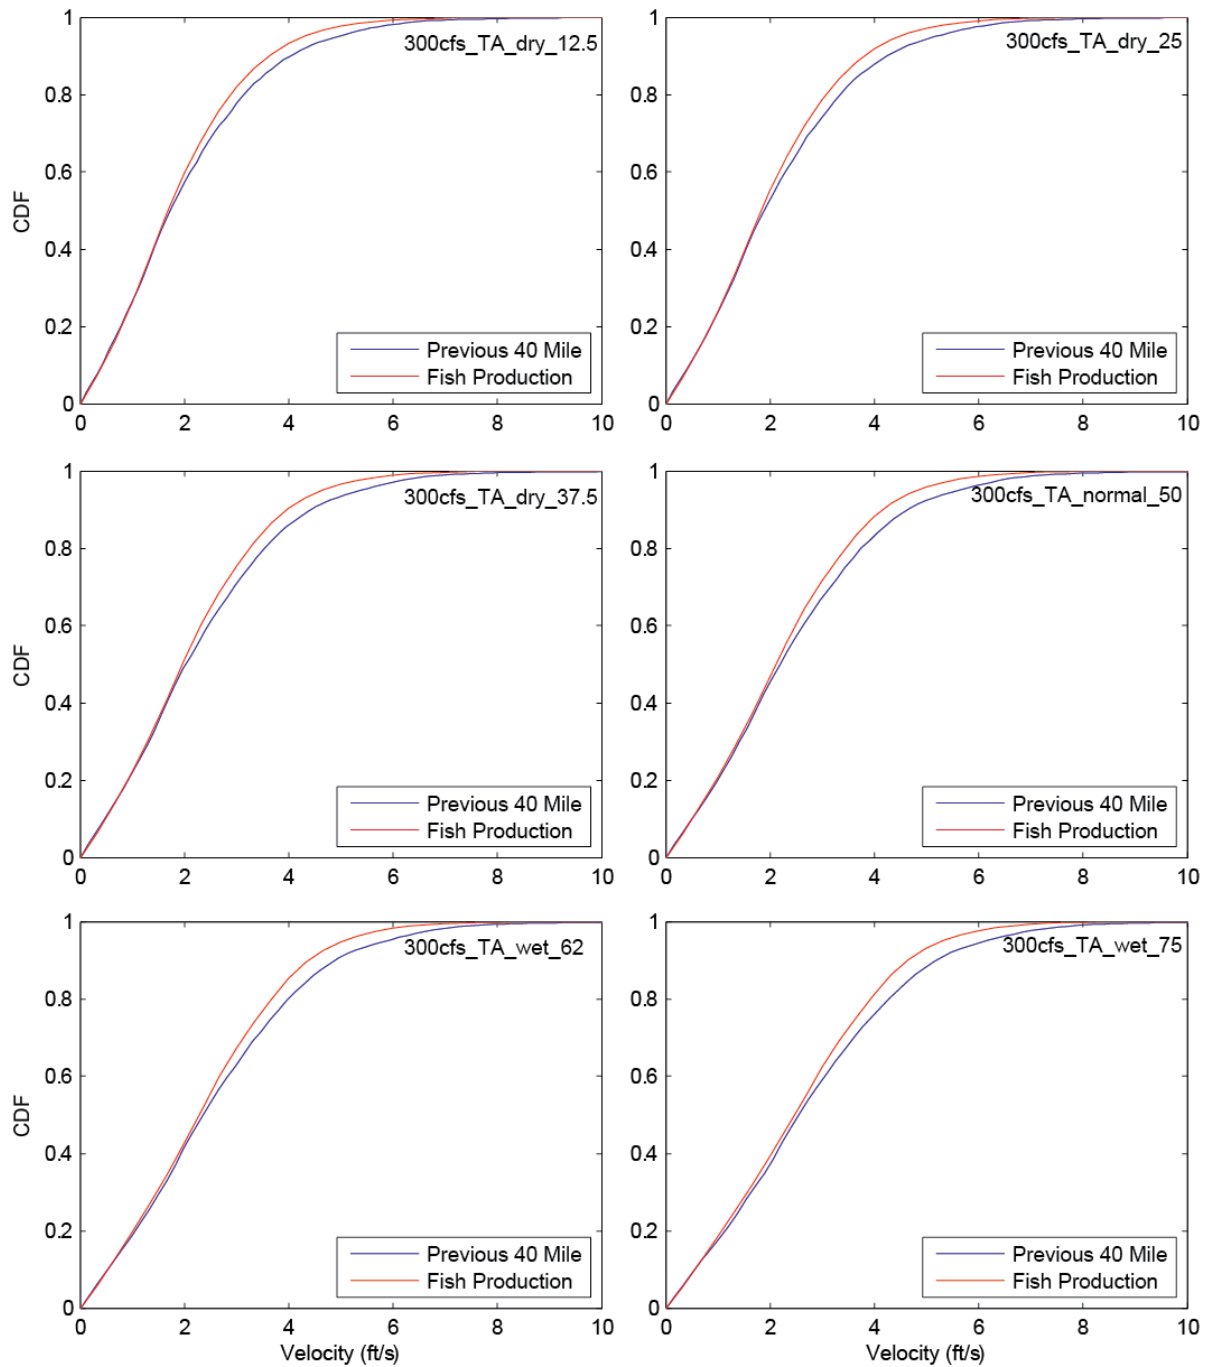 1
0.8
0.6
0.4
0.2
0
CDF
300cfs_TA_dry_12.5
Previous 40 Mile
Fish Production
0 2 4 6 8 10
1
0.8
0.6
0.4
0.2
0
300cfs_TA_dry_25
Previous 40 Mile
Fish Production
0 2 4 6 8 10
1
0.8
0.6
0.4
0.2
0
CDF
300cfs_TA_dry_37.5
Previous 40 Mile
Fish Production
0 2 4 6 8 10
1
0.8
0.6
0.4
0.2
0
300cfs_TA_normal_50
Previous 40 Mile
Fish Production
0 2 4 6 8 10
1
0.8
0.6
0.4
0.2
0
CDF
300cfs_TA_wet_62
Previous 40 Mile
Fish Production
0 2 4 6 8 10
Velocity (ft/s)
1
0.8
0.6
0.4
0.2
0
300cfs_TA_wet_75
Previous 40 Mile
Fish Production
0 2 4 6 8 10
Velocity (ft/s)